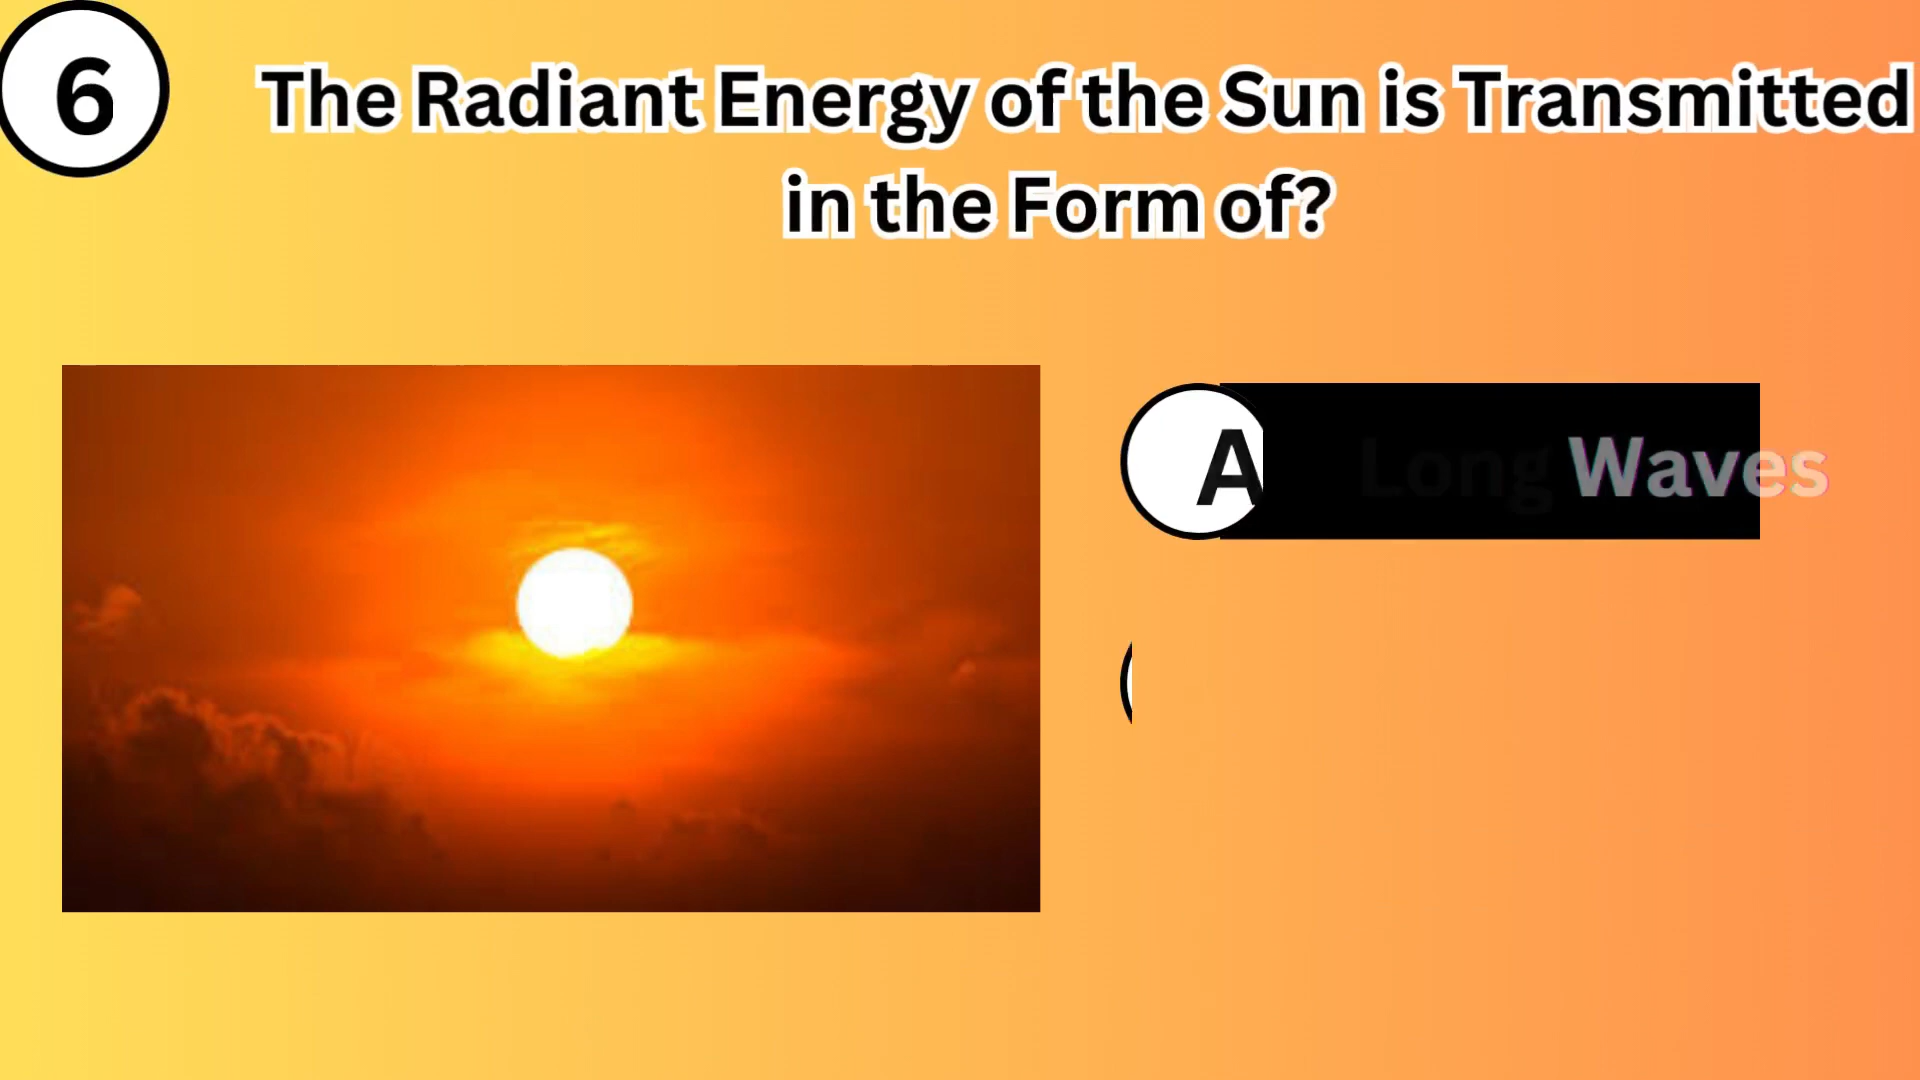 6
The Radiant Energy of the Sun is Transmitted
in the Form of?
A Long Waves